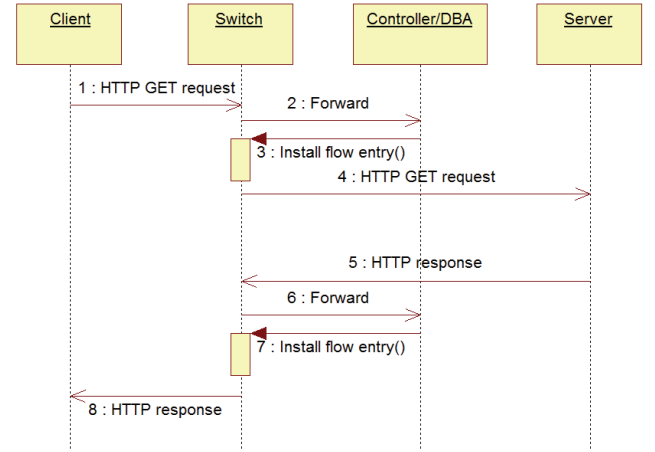 Client
Switch
Controller/DBA
Server
1 : HTTP GET request
2 : Forward
3 : Install flow entry()
4 : HTTP GET request
5 : HTTP response
6 : Forward
7 : Install flow entry()
8 : HTTP response